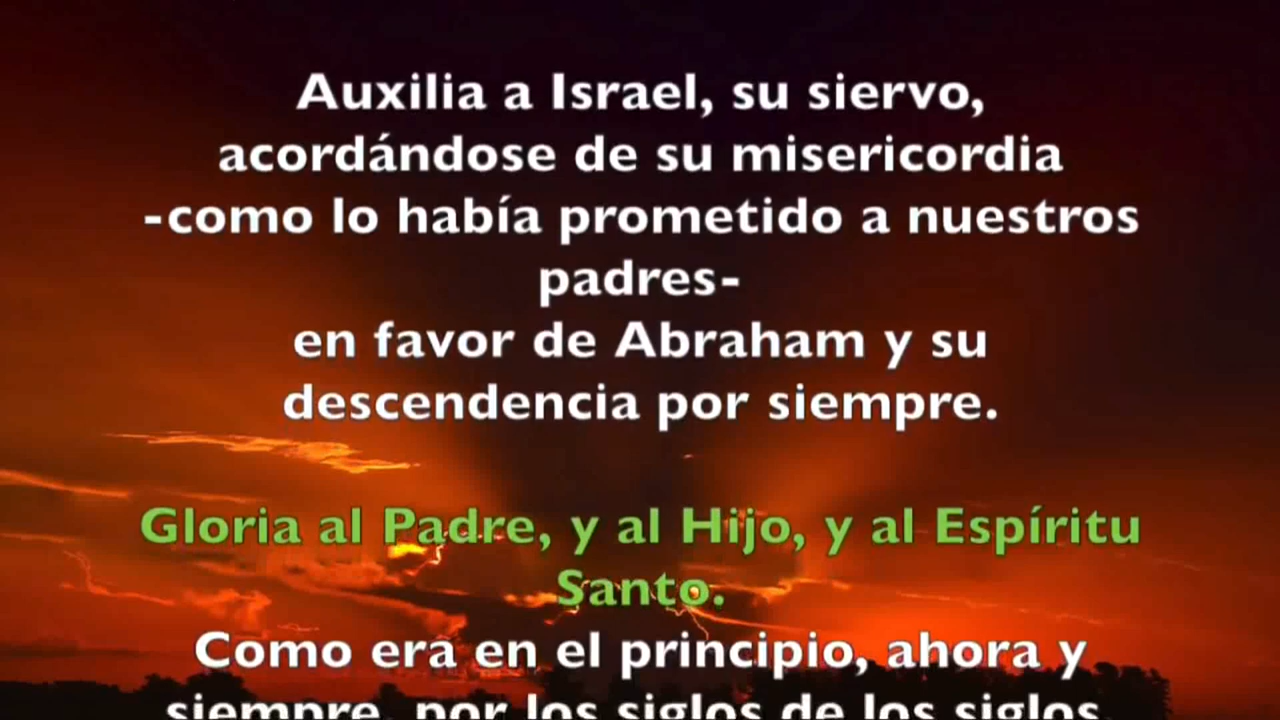 Auxilia a Israel, su siervo,
acordándose de su misericordia
-como lo había prometido a nuestros
padres-
en favor de Abraham y su
descendencia por siempre.
Gloria al Padre, y al Hijo, y al Espíritu
Santo.
Como era en el principio, ahora y
siempre, por los siglos de los siglos.